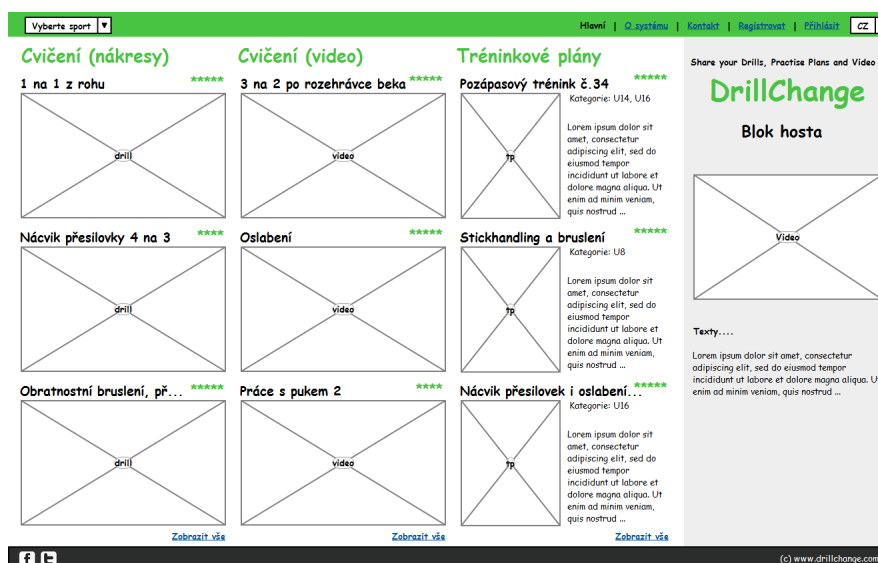 Vyberte sport ▼
Hlavní | O systému | Kontakt | Registrovat | Přihlásit CZ
Cvičení (nákresy)
1 na 1 z rohu *****
drill
Nácvik přesilovky 4 na 3 ****
drill
Obratnostní bruslení, př... *****
drill
Zobrazit vše
Cvičení (video)
3 na 2 po rozehrávce beka *****
video
Oslabení *****
video
Práce s pukem 2 ****
video
Zobrazit vše
Tréninkové plány
Pozápasový trénink č.34 *****
Kategorie: U14, U16
tp
Lorem ipsum dolor sit
amet, consectetur
adipiscing elit, sed do
eiusmod tempor
incididunt ut labore et
dolore magna aliqua. Ut
enim ad minim veniam,
quis nostrud ...
Stickhandling a bruslení *****
Kategorie: U8
tp
Lorem ipsum dolor sit
amet, consectetur
adipiscing elit, sed do
eiusmod tempor
incididunt ut labore et
dolore magna aliqua. Ut
enim ad minim veniam,
quis nostrud ...
Nácvik přesilovek i oslabení... *****
Kategorie: U16
tp
Lorem ipsum dolor sit
amet, consectetur
adipiscing elit, sed do
eiusmod tempor
incididunt ut labore et
dolore magna aliqua. Ut
enim ad minim veniam,
quis nostrud ...
Zobrazit vše
Share your Drills, Practise Plans and Video
DrillChange
Blok hosta
Video
Texty....
Lorem ipsum dolor sit amet, consectetur
adipiscing elit, sed do eiusmod tempor
incididunt ut labore et dolore magna aliqua. U
enim ad minim veniam, quis nostrud ...
(c) www.drillchange.com